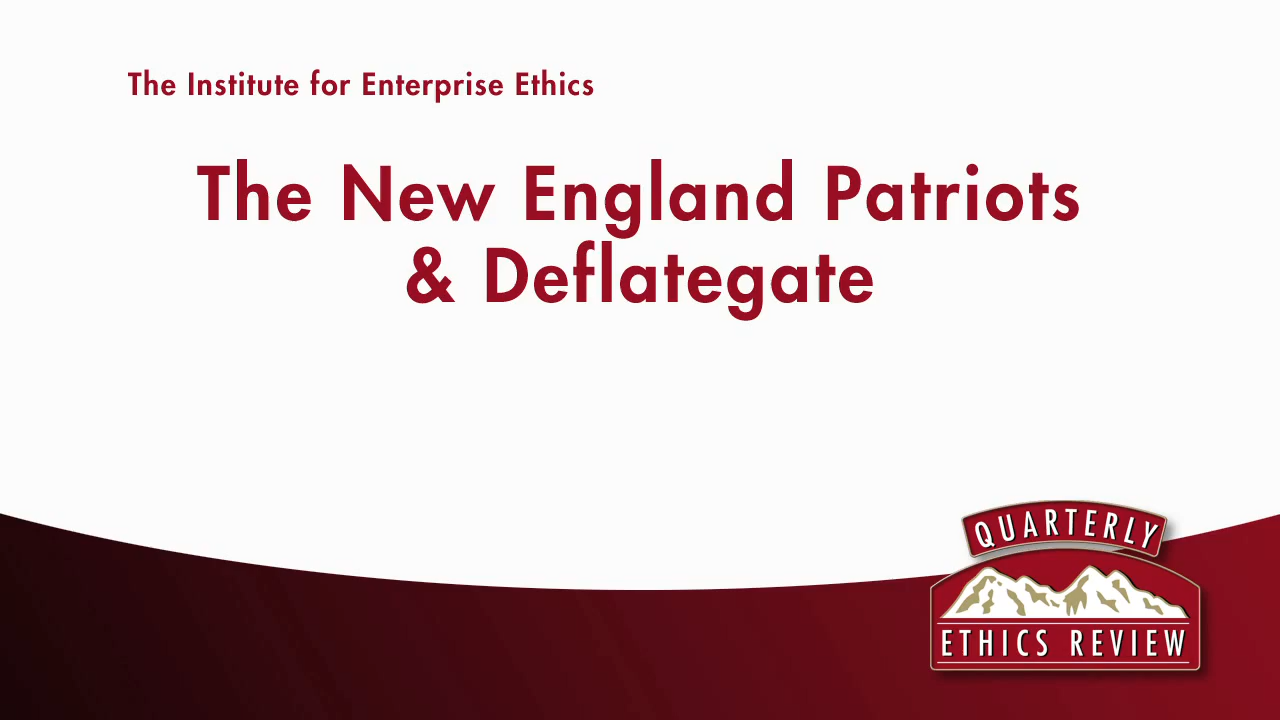 The Institute for Enterprise Ethics
The New England Patriots
& Deflategate
QUARTERLY
ETHICS REVIEW